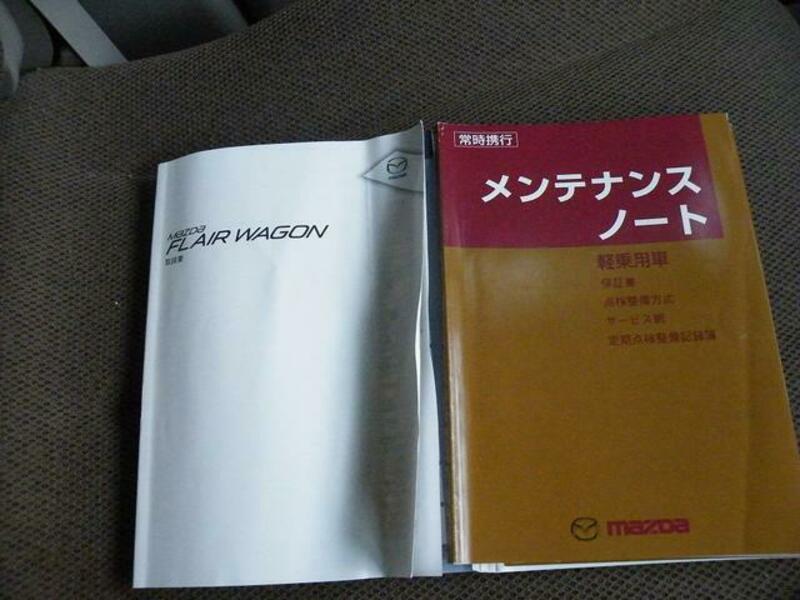 mazda
FLAIR WAGON
取扱書
常時携行
メンテナンス
ノート
軽乗用車
保証書
点検整備方式
サービス網
定期点検整備記録簿
mazda